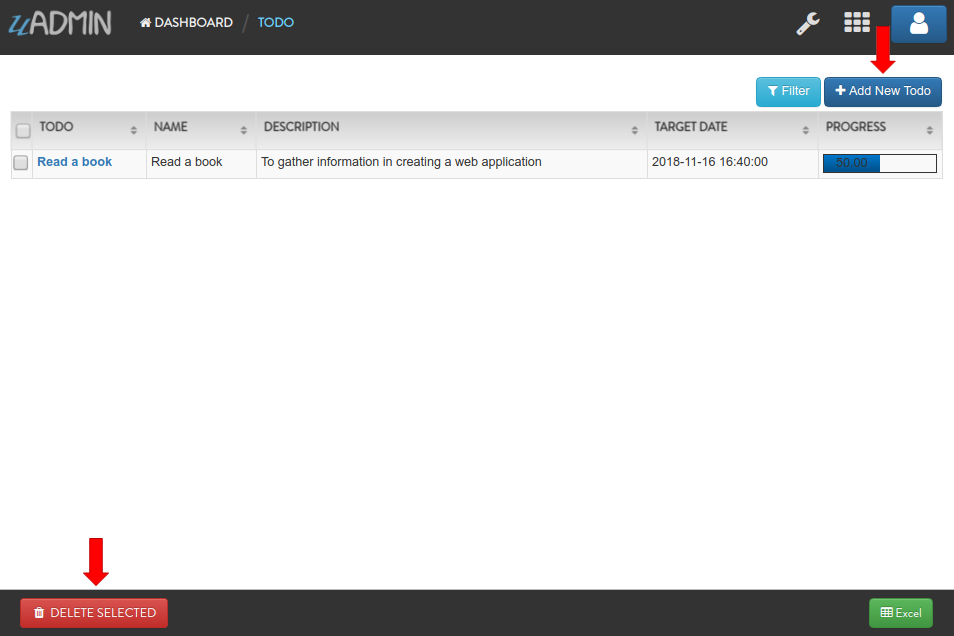 uADMIN DASHBOARD / TODO
Filter Add New Todo
TODO NAME DESCRIPTION TARGET DATE PROGRESS
Read a book Read a book To gather information in creating a web application 2018-11-16 16:40:00 50.00
DELETE SELECTED Excel